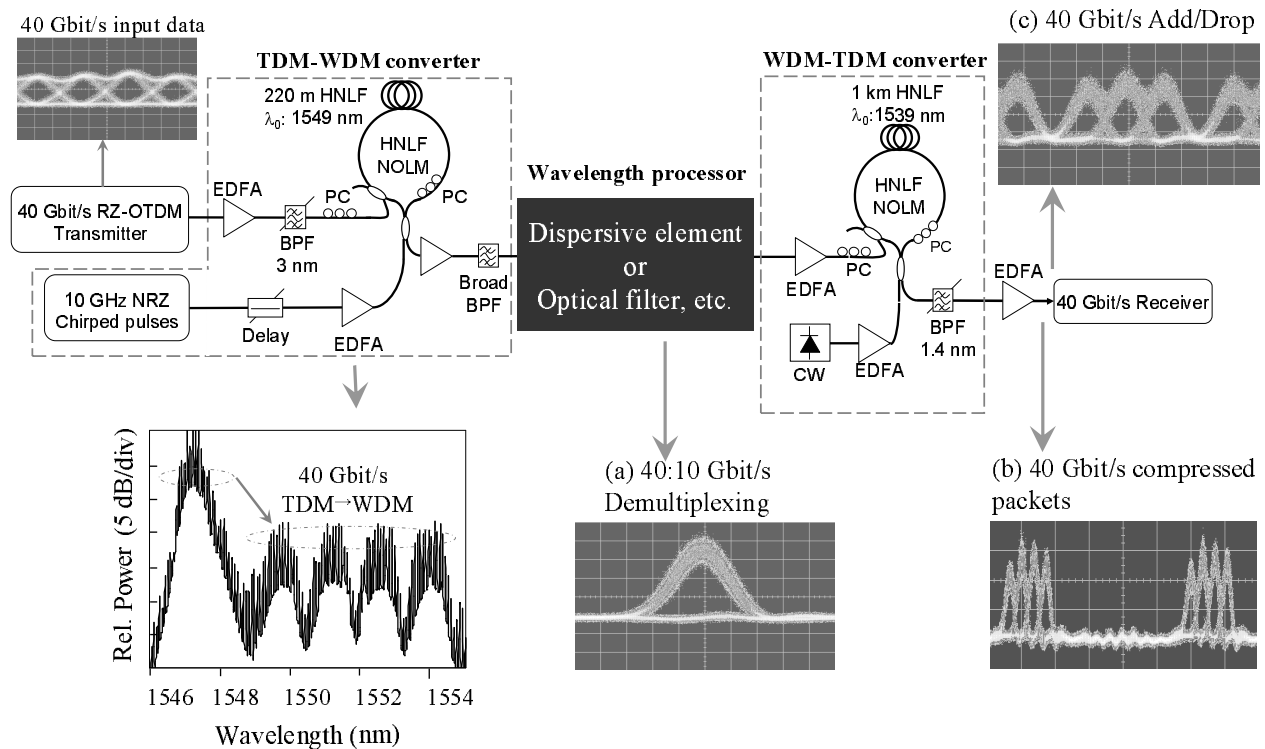 40 Gbit/s input data
TDM-WDM converter
220 m HNLF
λ0: 1549 nm
HNLF
NOLM
PC
PC
EDFA
40 Gbit/s RZ-OTDM
Transmitter
BPF
3 nm
10 GHz NRZ
Chirped pulses
Delay
EDFA
Broad
BPF
Wavelength processor
Dispersive element
or
Optical filter, etc.
WDM-TDM converter
1 km HNLF
λ0: 1539 nm
HNLF
NOLM
PC
PC
EDFA
CW
EDFA
BPF
1.4 nm
EDFA
40 Gbit/s Receiver
(c) 40 Gbit/s Add/Drop
Rel. Power (5 dB/div)
40 Gbit/s
TDM→WDM
1546 1548 1550 1552 1554
Wavelength (nm)
(a) 40:10 Gbit/s
Demultiplexing
(b) 40 Gbit/s compressed
packets